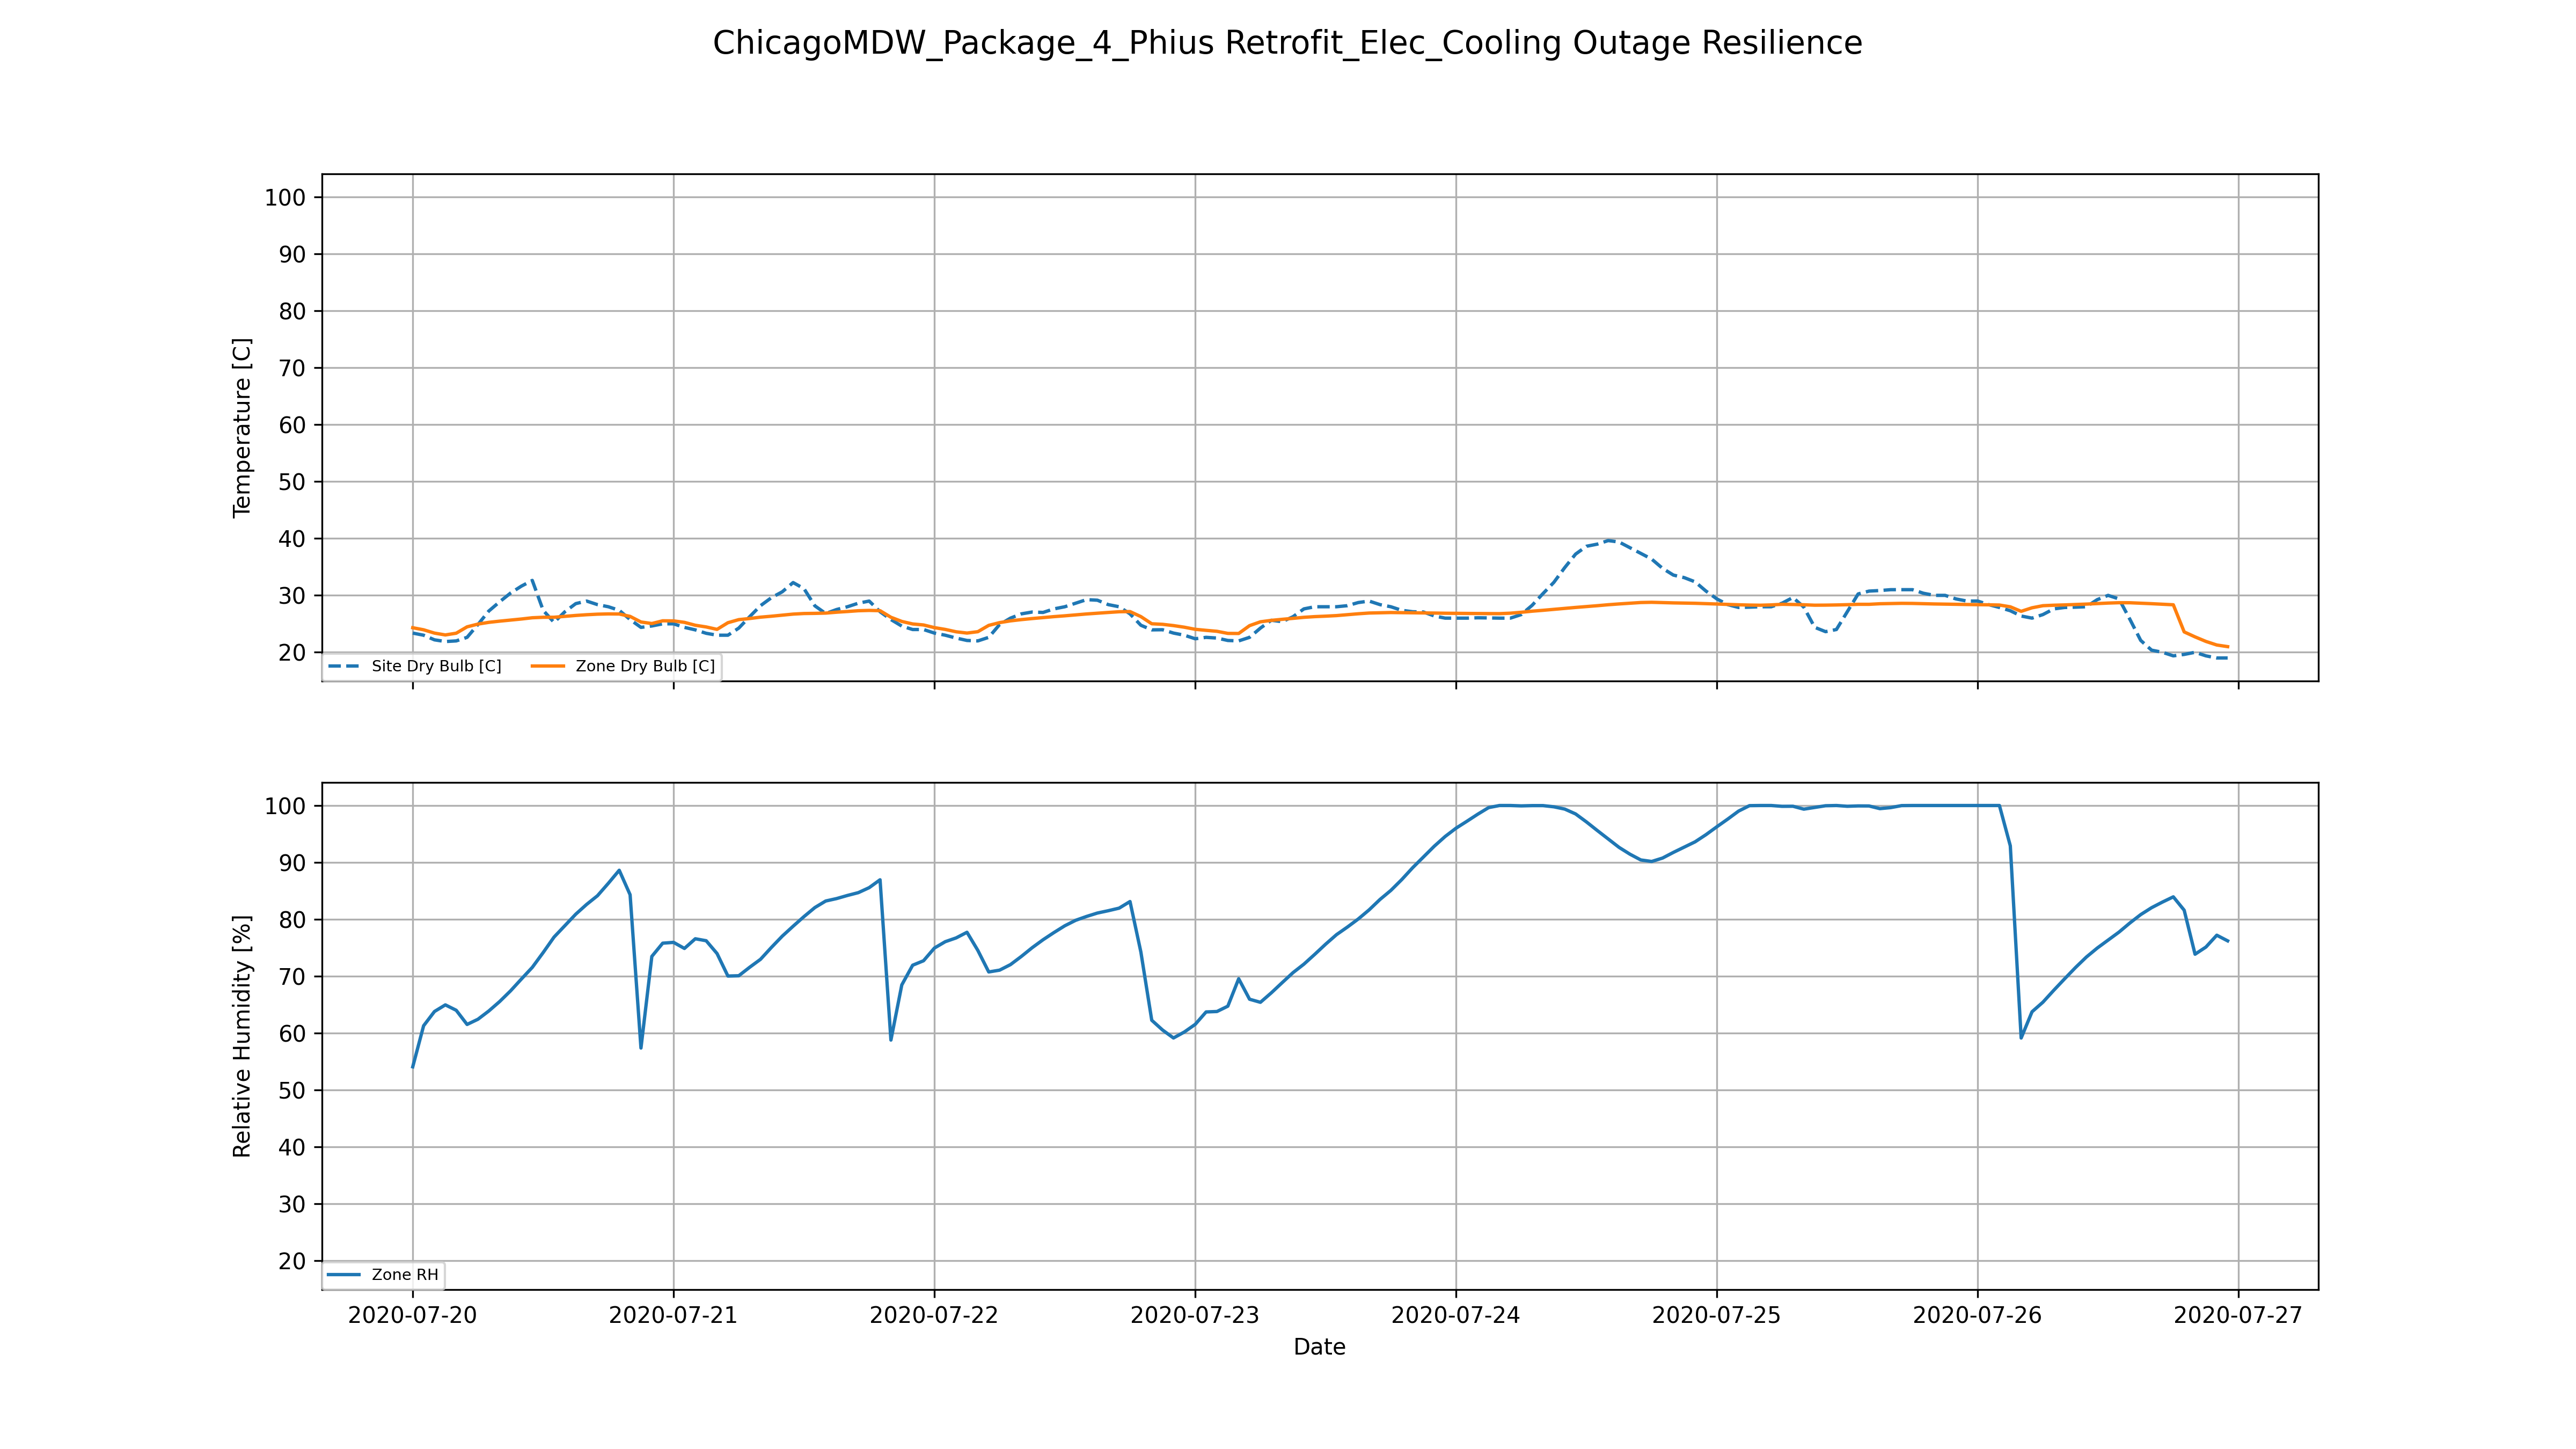 ChicagoMDW_Package_4_Phius Retrofit_Elec_Cooling Outage Resilience
100
90
80
70
60
50
40
30
20
Temperature [C]
Site Dry Bulb [C] Zone Dry Bulb [C]
100
90
80
70
60
50
40
30
20
Relative Humidity [%]
Zone RH
2020-07-20 2020-07-21 2020-07-22 2020-07-23 2020-07-24 2020-07-25 2020-07-26 2020-07-27
Date